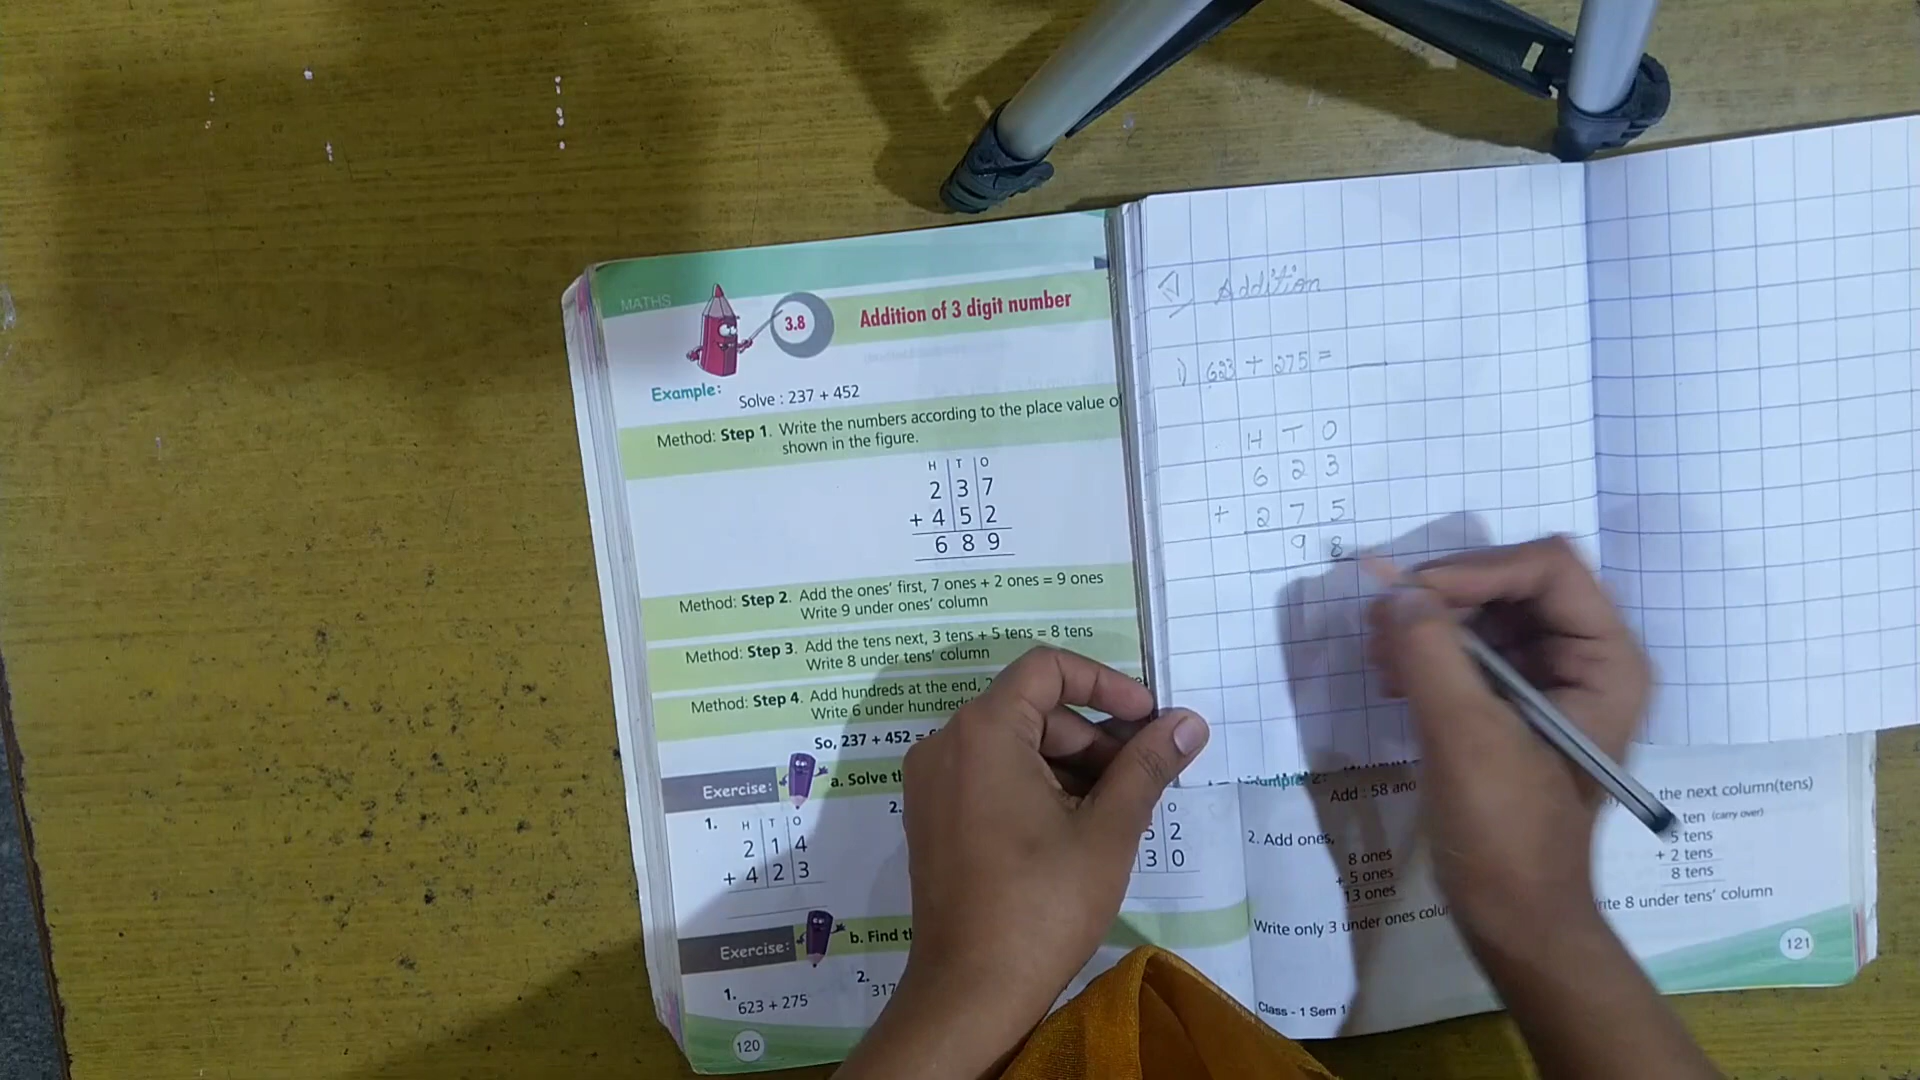 MATHS
3.8
Addition of 3 digit number
Example: Solve : 237 + 452
Method: Step 1. Write the numbers according to the place value
shown in the figure.
H T O
2 3 7
+ 4 5 2
6 8 9
Method: Step 2. Add the ones' first, 7 ones + 2 ones = 9 ones
Write 9 under ones' column
Method: Step 3. Add the tens next, 3 tens + 5 tens = 8 tens
Write 8 under tens' column
Method: Step 4. Add hundreds at the end,
Write 6 under
So, 237 + 452 =
Exercise: a. Solve
1. H T O
2 1 4
+ 4 2 3
2.
O
5 2
3 0
Exercise: b. Find
1. 623 + 275
2. 317
120
Addition
1) 623 + 275 =
H T O
6 2 3
+ 2 7 5
9 8
Add : 58 and
2. Add ones,
8 ones
+ 5 ones
13 ones
Write only 3 under ones
Class - 1 Sem 1
the next column(tens)
ten (carry over)
5 tens
+ 2 tens
8 tens
8 under tens' column
121